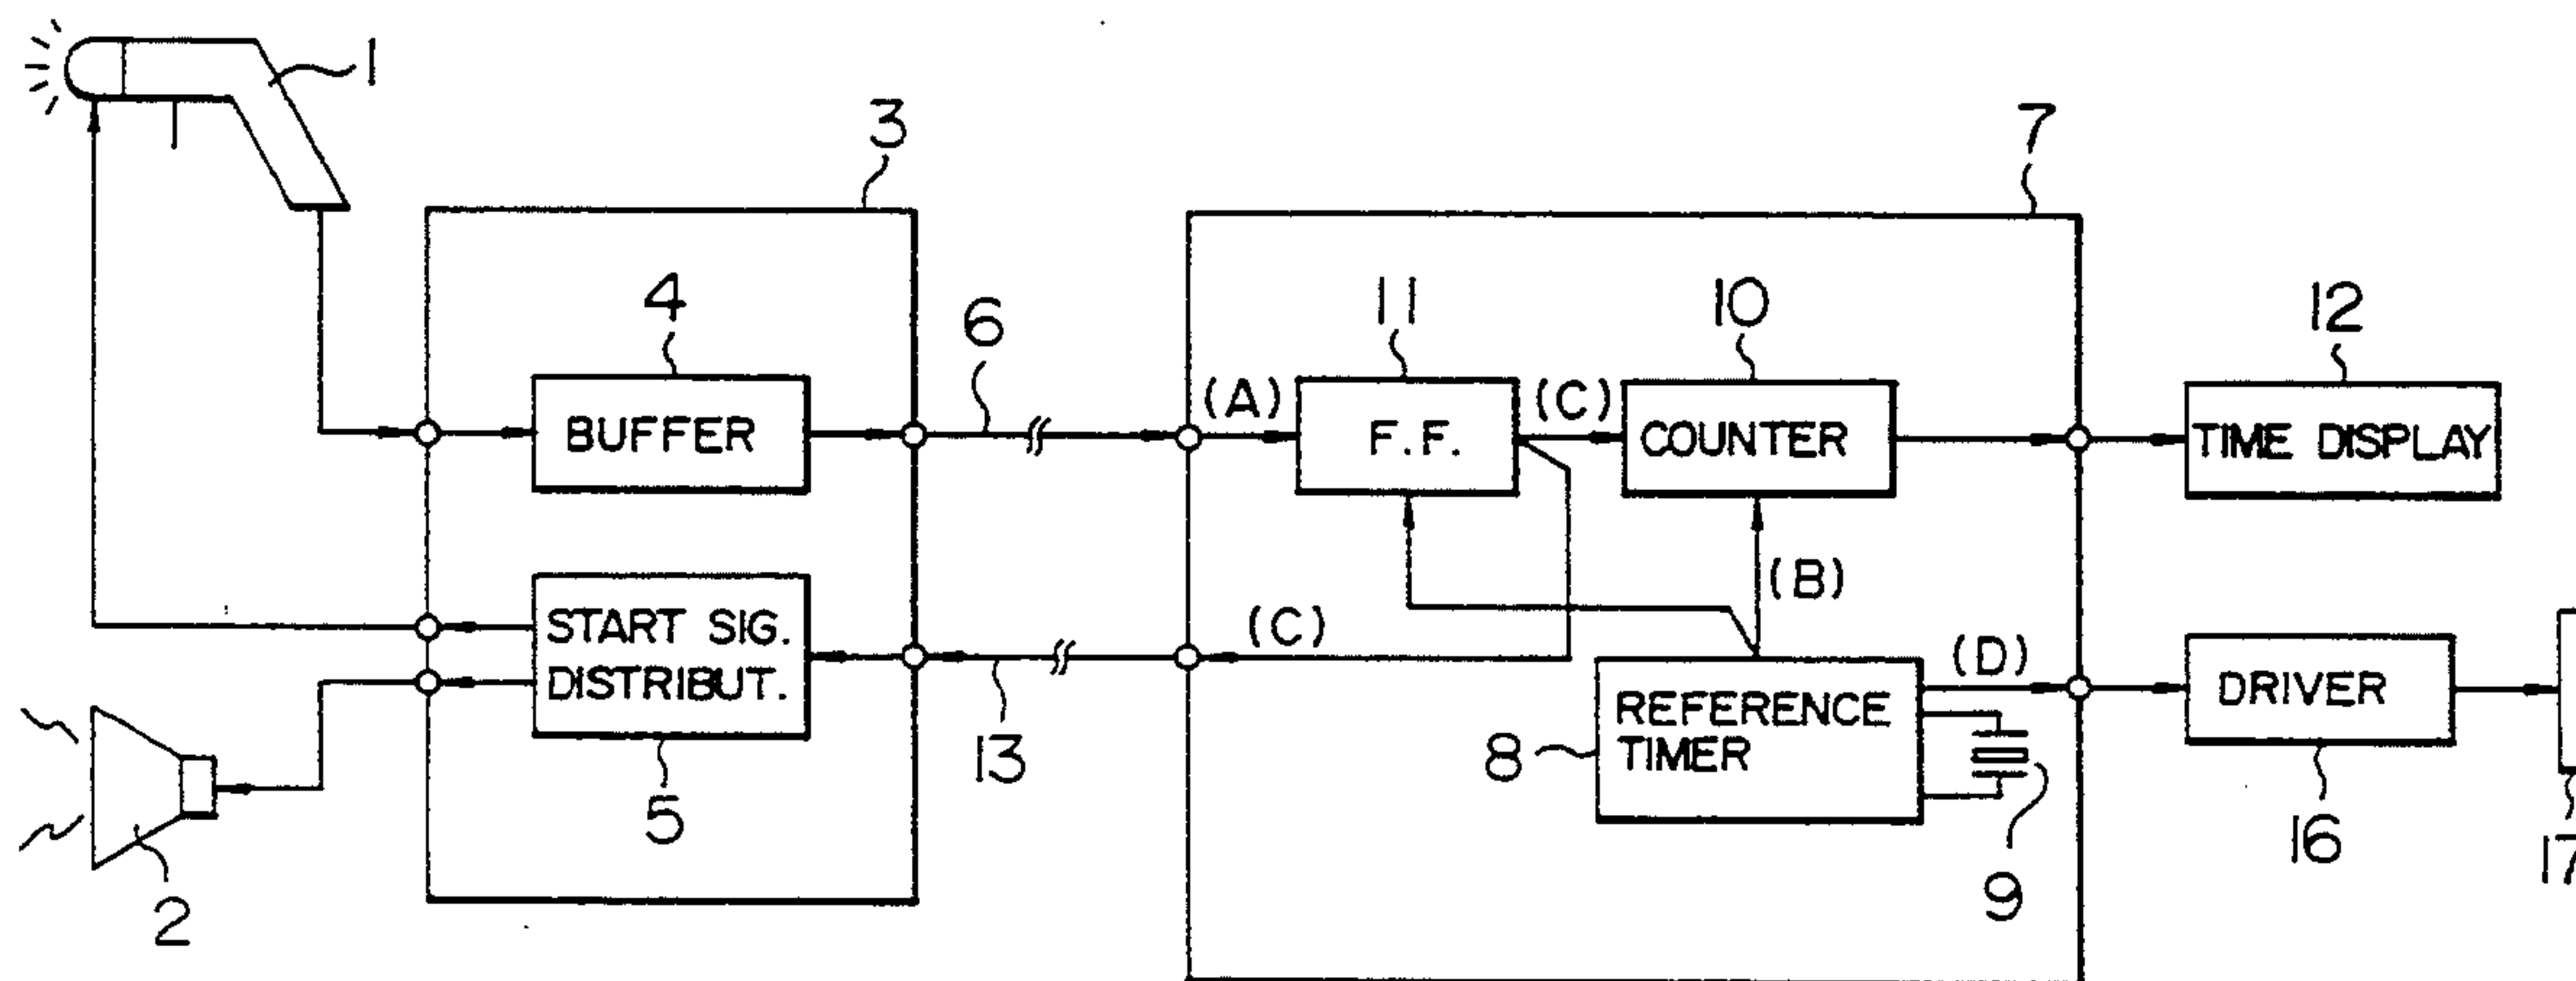 1
3
7
4
6
11
10
12
BUFFER
(A)
F.F.
(C)
COUNTER
TIME DISPLAY
(B)
START SIG.
DISTRIBUT.
(C)
(D)
REFERENCE
TIMER
DRIVER
8
13
5
9
16
17
2